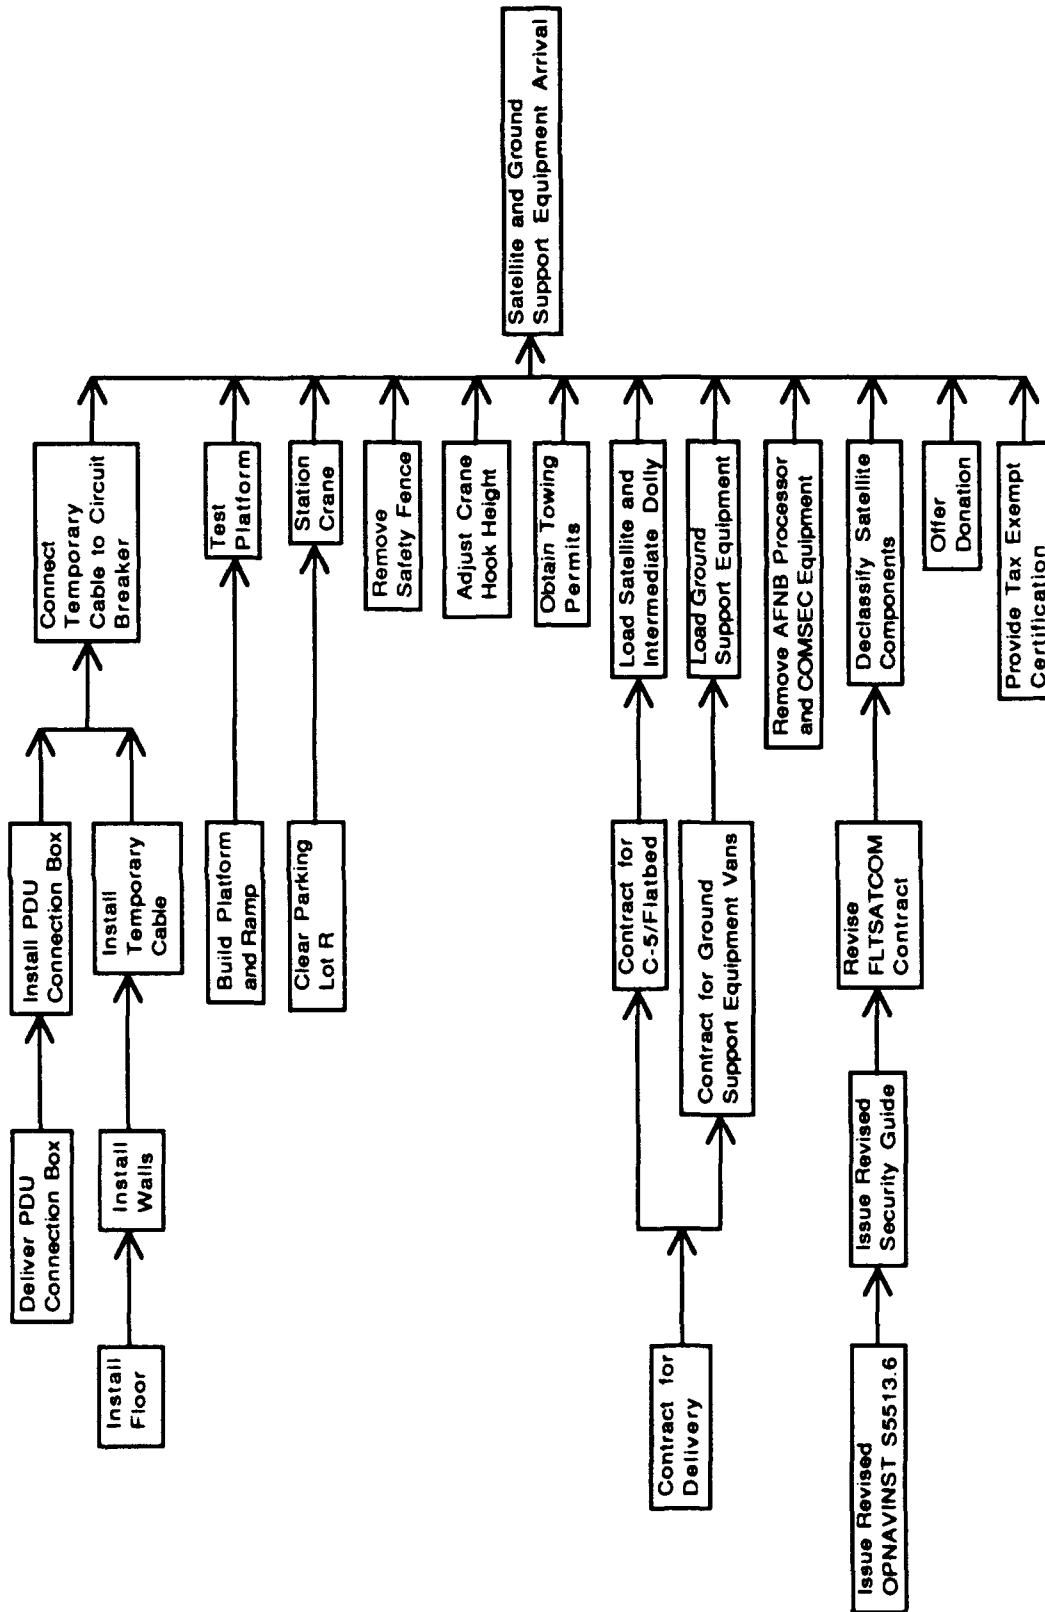 Deliver PDU
Connection Box
Install PDU
Connection Box
Connect
Temporary
Cable to Circuit
Breaker
Install
Floor
Install
Walls
Install
Temporary
Cable
Build Platform
and Ramp
Test
Platform
Clear Parking
Lot R
Station
Crane
Remove
Safety Fence
Adjust Crane
Hook Height
Satellite and Ground
Support Equipment Arrival
Obtain Towing
Permits
Contract for
Delivery
Contract for
C-5/Flatbed
Load Satellite and
Intermediate Dolly
Contract for Ground
Support Equipment Vans
Load Ground
Support Equipment
Remove AFNB Processor
and COMSEC Equipment
Issue Revised
OPNAVINST S5513.6
Issue Revised
Security Guide
Revise
FLTSATCOM
Contract
Declassify Satellite
Components
Offer
Donation
Provide Tax Exempt
Certification